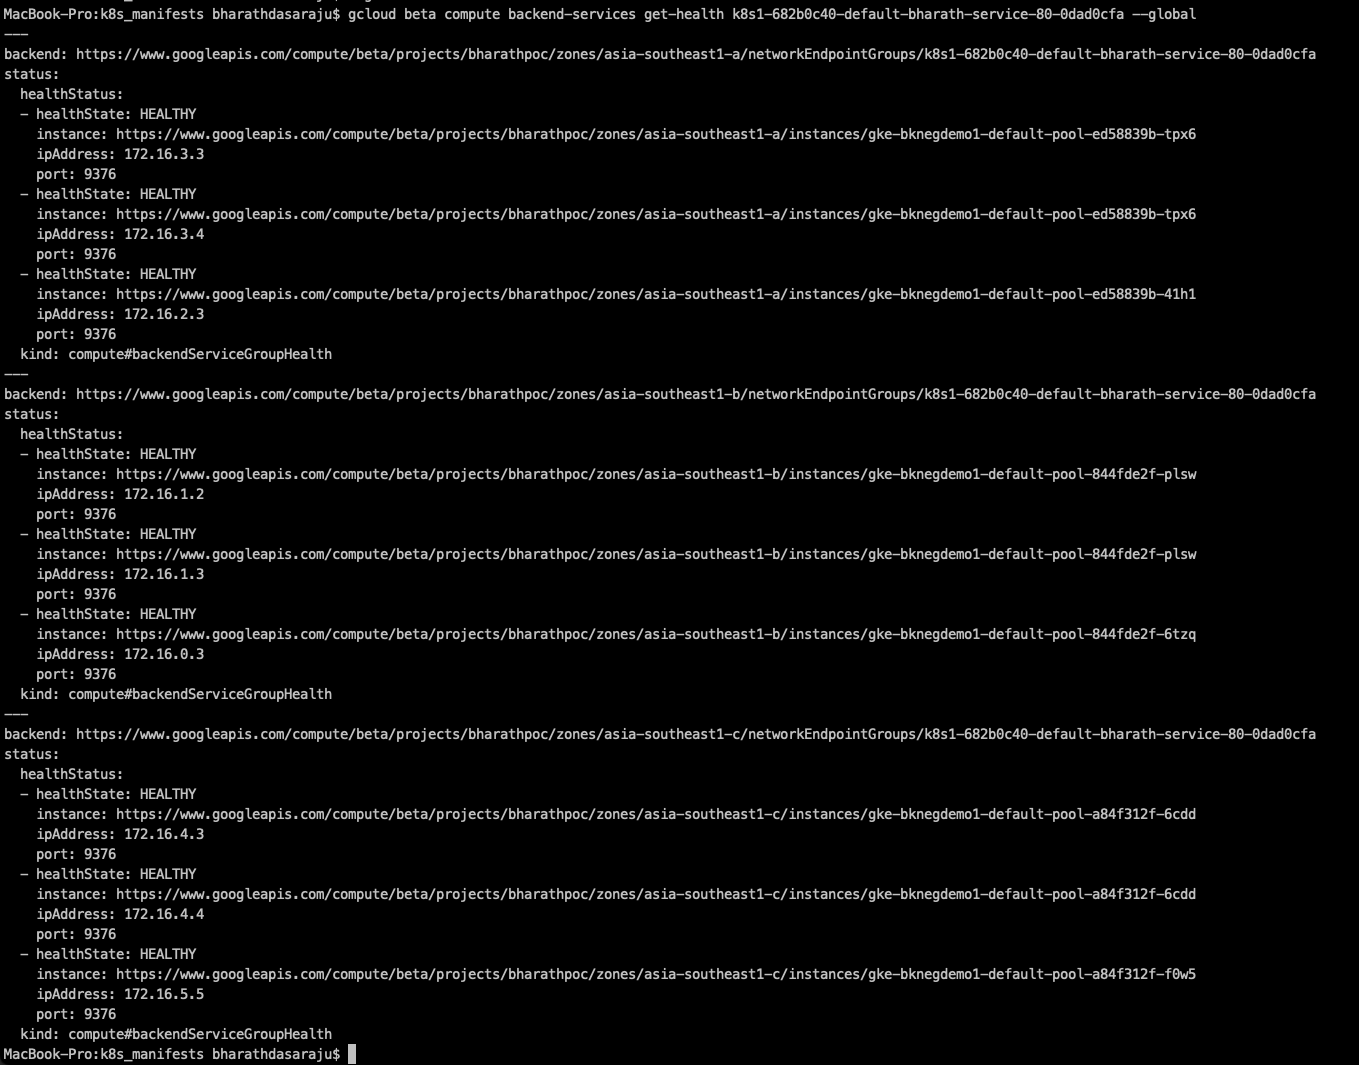 MacBook-Pro:k8s_manifests bharathdasaraju$ gcloud beta compute backend-services get-health k8s1-682b0c40-default-bharath-service-80-0dad0cfa --global
---
backend: https://www.googleapis.com/compute/beta/projects/bharathpoc/zones/asia-southeast1-a/networkEndpointGroups/k8s1-682b0c40-default-bharath-service-80-0dad0cfa
status:
  healthStatus:
  - healthState: HEALTHY
    instance: https://www.googleapis.com/compute/beta/projects/bharathpoc/zones/asia-southeast1-a/instances/gke-bknegdemo1-default-pool-ed58839b-tpx6
    ipAddress: 172.16.3.3
    port: 9376
  - healthState: HEALTHY
    instance: https://www.googleapis.com/compute/beta/projects/bharathpoc/zones/asia-southeast1-a/instances/gke-bknegdemo1-default-pool-ed58839b-tpx6
    ipAddress: 172.16.3.4
    port: 9376
  - healthState: HEALTHY
    instance: https://www.googleapis.com/compute/beta/projects/bharathpoc/zones/asia-southeast1-a/instances/gke-bknegdemo1-default-pool-ed58839b-41h1
    ipAddress: 172.16.2.3
    port: 9376
  kind: compute#backendServiceGroupHealth
---
backend: https://www.googleapis.com/compute/beta/projects/bharathpoc/zones/asia-southeast1-b/networkEndpointGroups/k8s1-682b0c40-default-bharath-service-80-0dad0cfa
status:
  healthStatus:
  - healthState: HEALTHY
    instance: https://www.googleapis.com/compute/beta/projects/bharathpoc/zones/asia-southeast1-b/instances/gke-bknegdemo1-default-pool-844fde2f-plsw
    ipAddress: 172.16.1.2
    port: 9376
  - healthState: HEALTHY
    instance: https://www.googleapis.com/compute/beta/projects/bharathpoc/zones/asia-southeast1-b/instances/gke-bknegdemo1-default-pool-844fde2f-plsw
    ipAddress: 172.16.1.3
    port: 9376
  - healthState: HEALTHY
    instance: https://www.googleapis.com/compute/beta/projects/bharathpoc/zones/asia-southeast1-b/instances/gke-bknegdemo1-default-pool-844fde2f-6tzq
    ipAddress: 172.16.0.3
    port: 9376
  kind: compute#backendServiceGroupHealth
---
backend: https://www.googleapis.com/compute/beta/projects/bharathpoc/zones/asia-southeast1-c/networkEndpointGroups/k8s1-682b0c40-default-bharath-service-80-0dad0cfa
status:
  healthStatus:
  - healthState: HEALTHY
    instance: https://www.googleapis.com/compute/beta/projects/bharathpoc/zones/asia-southeast1-c/instances/gke-bknegdemo1-default-pool-a84f312f-6cdd
    ipAddress: 172.16.4.3
    port: 9376
  - healthState: HEALTHY
    instance: https://www.googleapis.com/compute/beta/projects/bharathpoc/zones/asia-southeast1-c/instances/gke-bknegdemo1-default-pool-a84f312f-6cdd
    ipAddress: 172.16.4.4
    port: 9376
  - healthState: HEALTHY
    instance: https://www.googleapis.com/compute/beta/projects/bharathpoc/zones/asia-southeast1-c/instances/gke-bknegdemo1-default-pool-a84f312f-f0w5
    ipAddress: 172.16.5.5
    port: 9376
  kind: compute#backendServiceGroupHealth
MacBook-Pro:k8s_manifests bharathdasaraju$